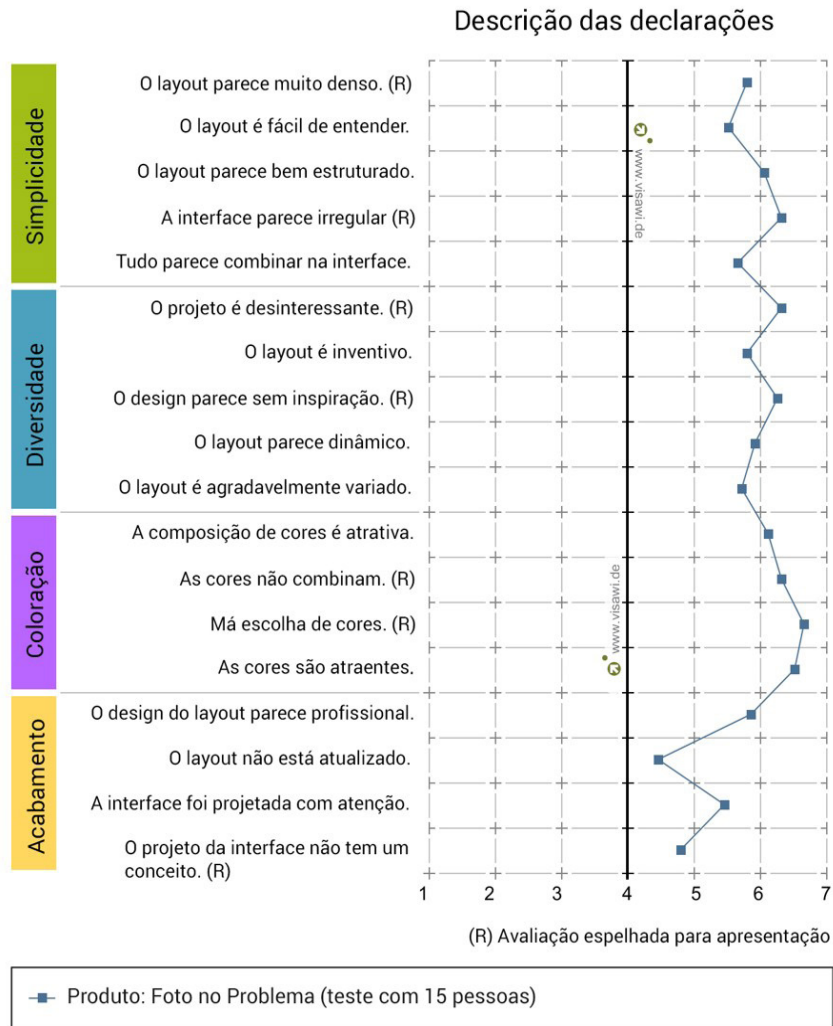 Descrição das declarações
Simplicidade
O layout parece muito denso. (R)
O layout é fácil de entender.
O layout parece bem estruturado.
A interface parece irregular (R)
Tudo parece combinar na interface.
Diversidade
O projeto é desinteressante. (R)
O layout é inventivo.
O design parece sem inspiração. (R)
O layout parece dinâmico.
O layout é agradavelmente variado.
Coloração
A composição de cores é atrativa.
As cores não combinam. (R)
Má escolha de cores. (R)
As cores são atraentes.
Acabamento
O design do layout parece profissional.
O layout não está atualizado.
A interface foi projetada com atenção.
O projeto da interface não tem um
conceito. (R)
www.visawi.de
www.visawi.de
1 2 3 4 5 6 7
(R) Avaliação espelhada para apresentação
Produto: Foto no Problema (teste com 15 pessoas)